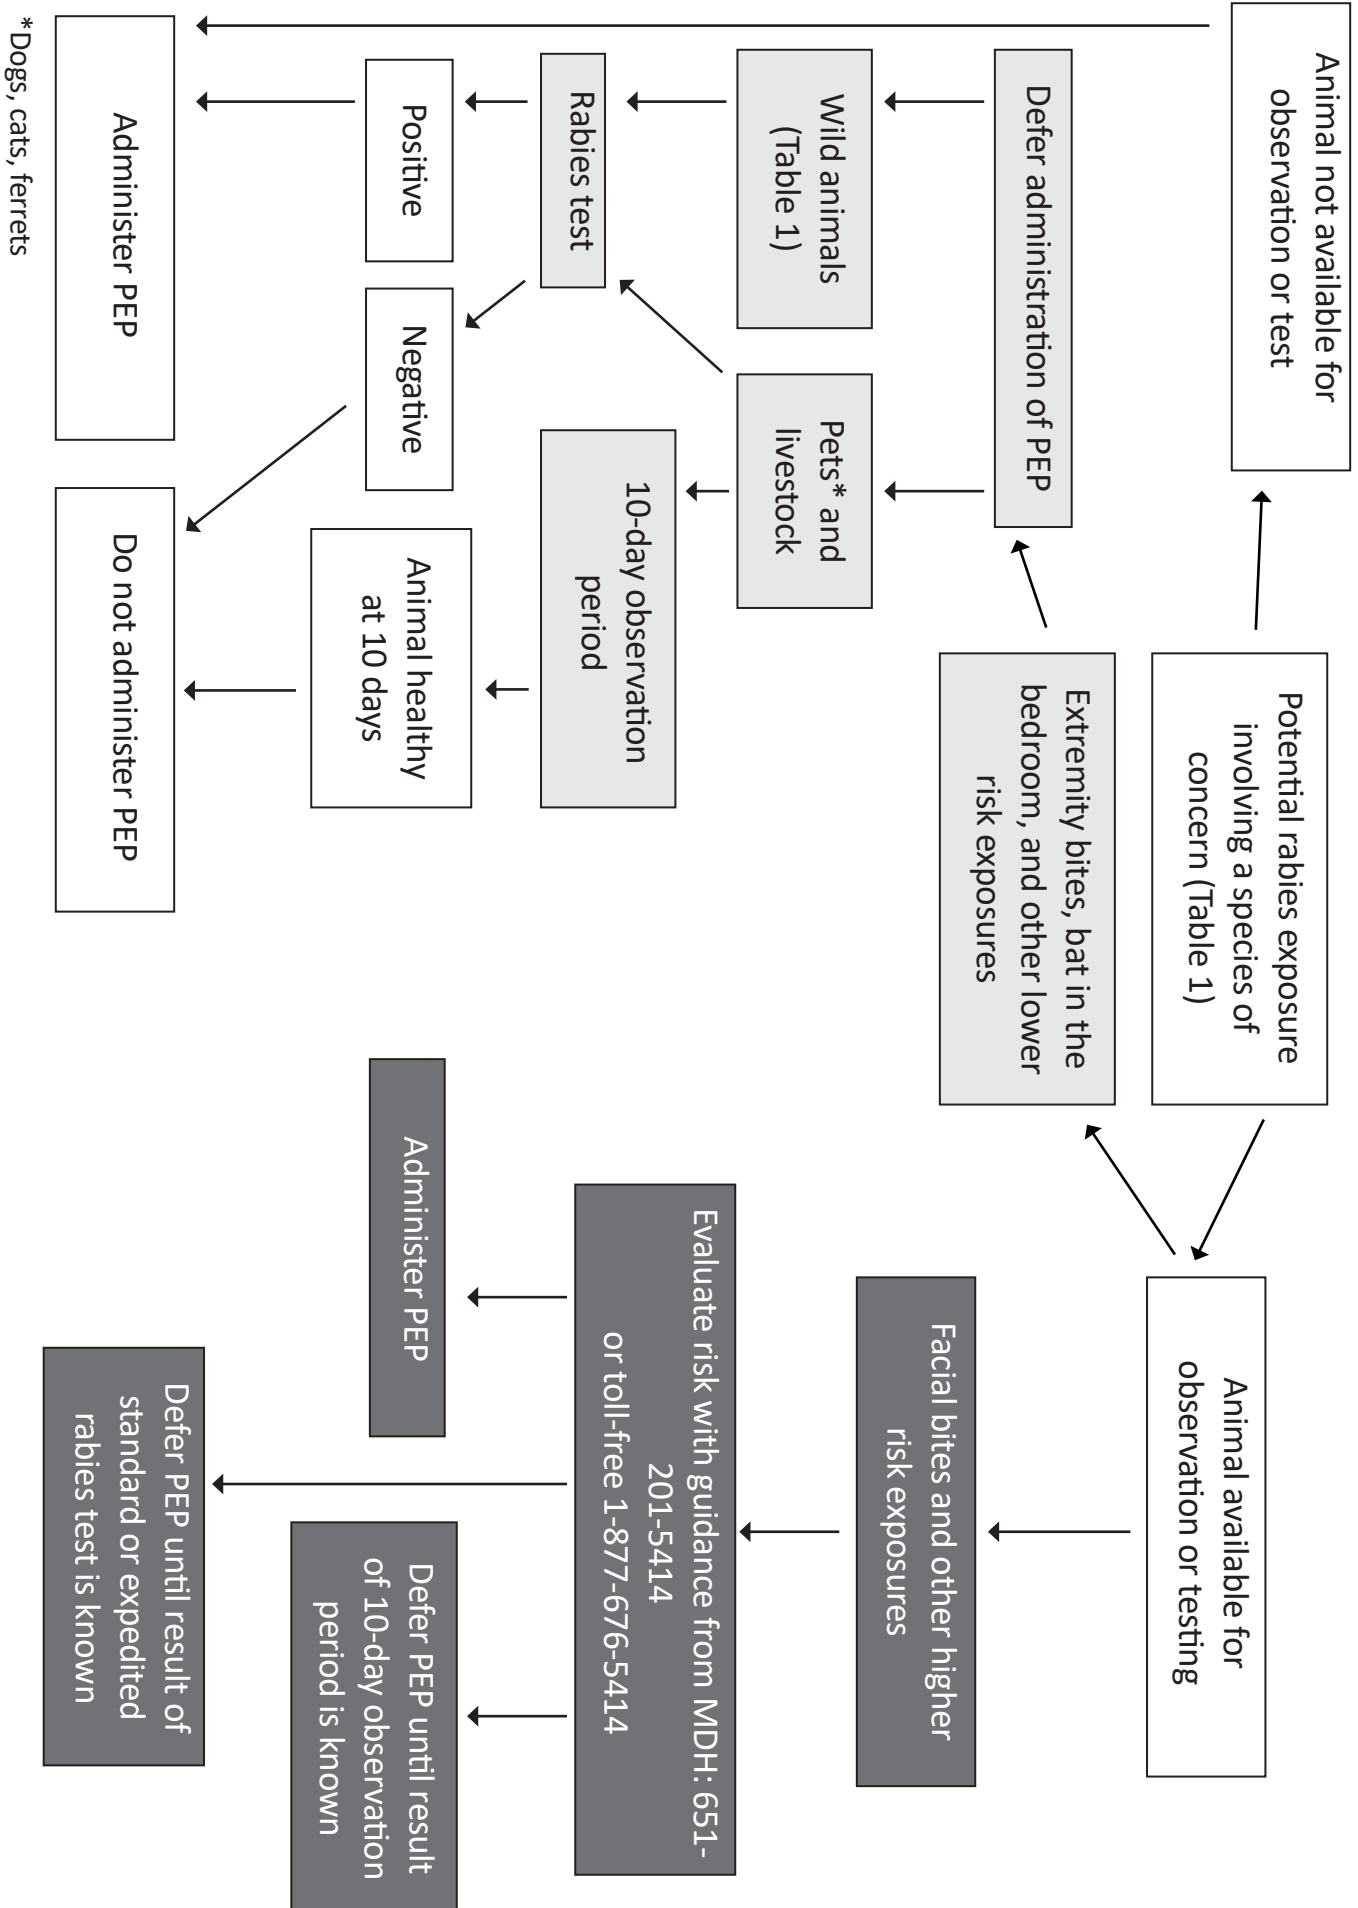 Potential rabies exposure
involving a species of
concern (Table 1)
Animal not available for
observation or test
Animal available for
observation or testing
Extremity bites, bat in the
bedroom, and other lower
risk exposures
Facial bites and other higher
risk exposures
Defer administration of PEP
Wild animals
(Table 1)
Pets* and
livestock
Evaluate risk with guidance from MDH: 651-
201-5414
or toll-free 1-877-676-5414
Rabies test
10-day observation
period
Positive
Negative
Animal healthy
at 10 days
Administer PEP
Defer PEP until result
of 10-day observation
period is known
Defer PEP until result of
standard or expedited
rabies test is known
Administer PEP
Do not administer PEP
*Dogs, cats, ferrets